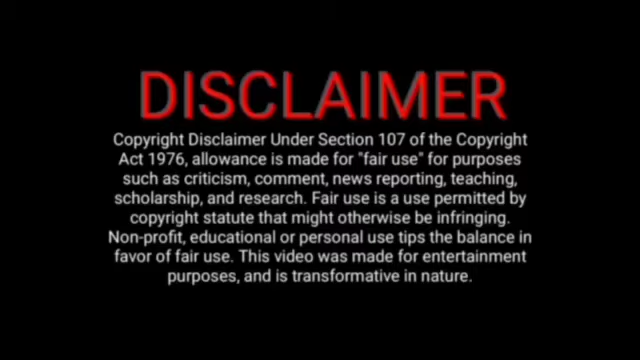 DISCLAIMER
Copyright Disclaimer Under Section 107 of the Copyright
Act 1976, allowance is made for "fair use" for purposes
such as criticism, comment, news reporting, teaching,
scholarship, and research. Fair use is a use permitted by
copyright statute that might otherwise be infringing.
Non-profit, educational or personal use tips the balance in
favor of fair use. This video was made for entertainment
purposes, and is transformative in nature.